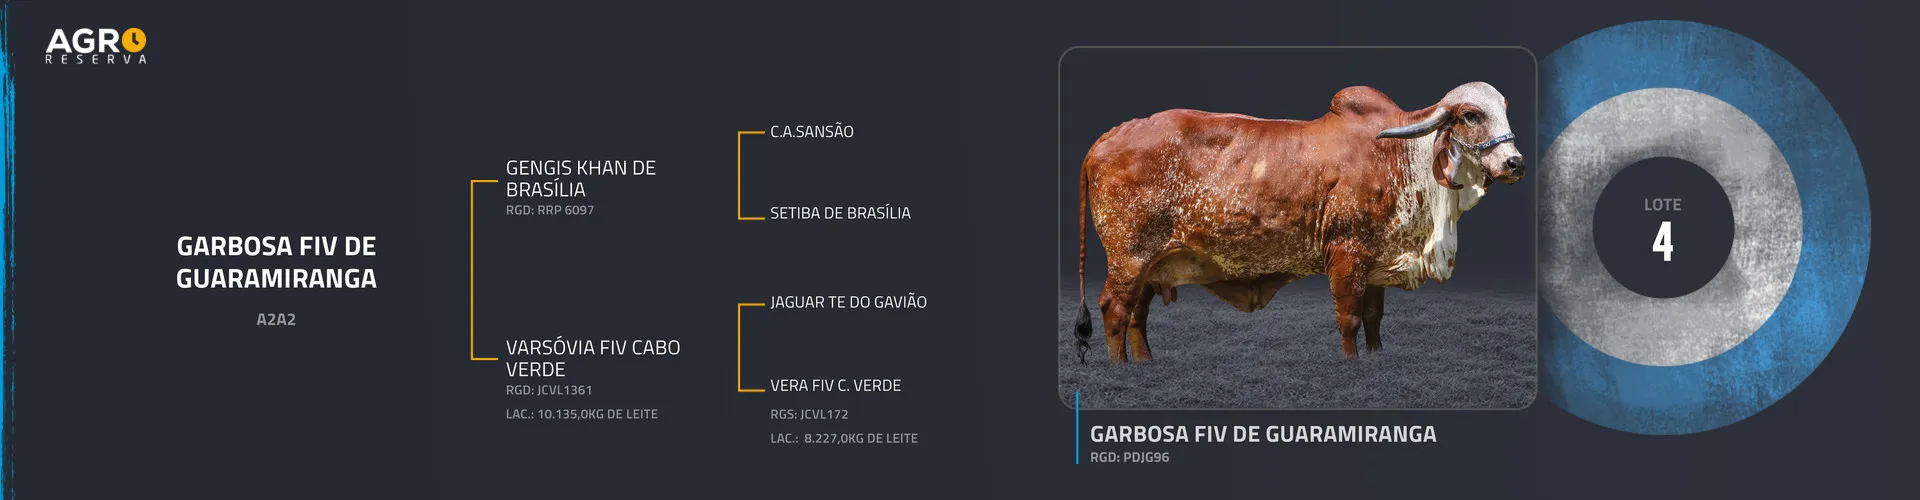 AGRO
RESERVA
GARBOSA FIV DE
GUARAMIRANGA
A2A2
GENGIS KHAN DE
BRASÍLIA
RGD: RRP 6097
VARSÓVIA FIV CABO
VERDE
RGD: JCVL1361
LAC.: 10.135,0KG DE LEITE
C.A.SANSÃO
SETIBA DE BRASÍLIA
JAGUAR TE DO GAVIÃO
VERA FIV C. VERDE
RGS: JCVL172
LAC.: 8.227,0KG DE LEITE
GARBOSA FIV DE GUARAMIRANGA
RGD: PDJG96
LOTE
4